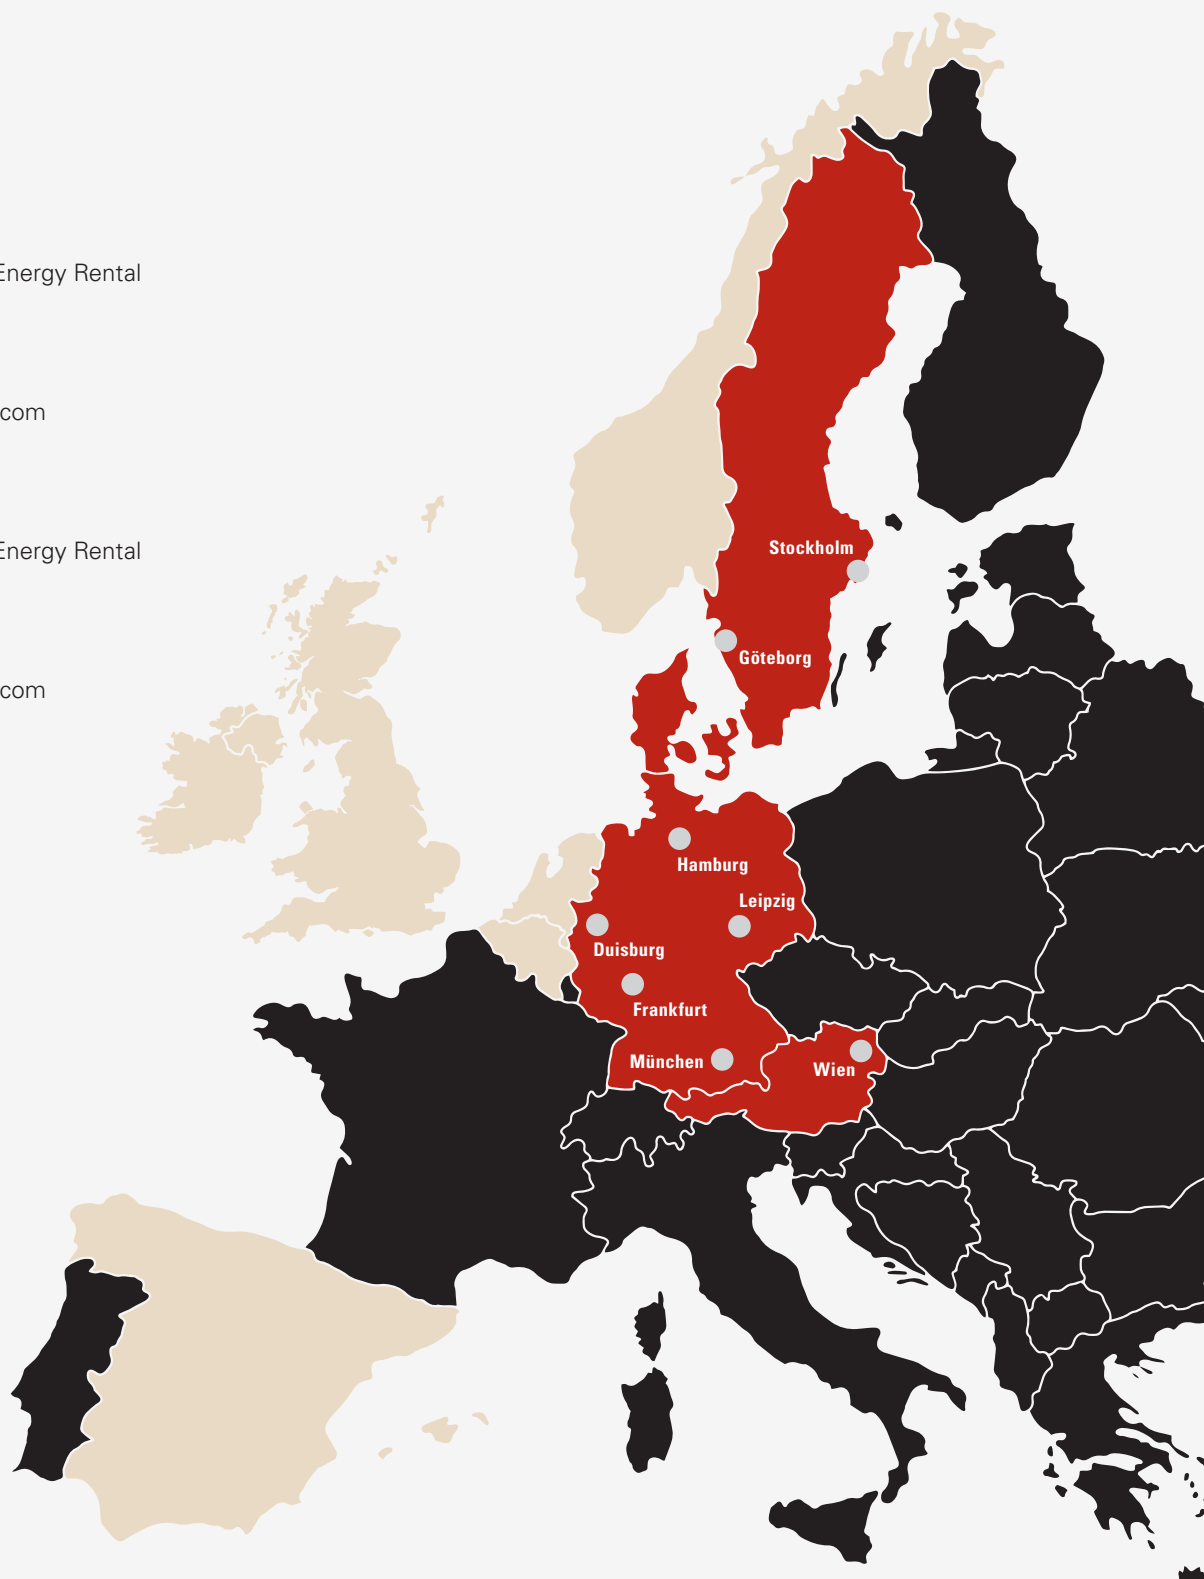 Energy Rental
com
Energy Rental
com
Stockholm
Göteborg
Hamburg
Leipzig
Duisburg
Frankfurt
München
Wien